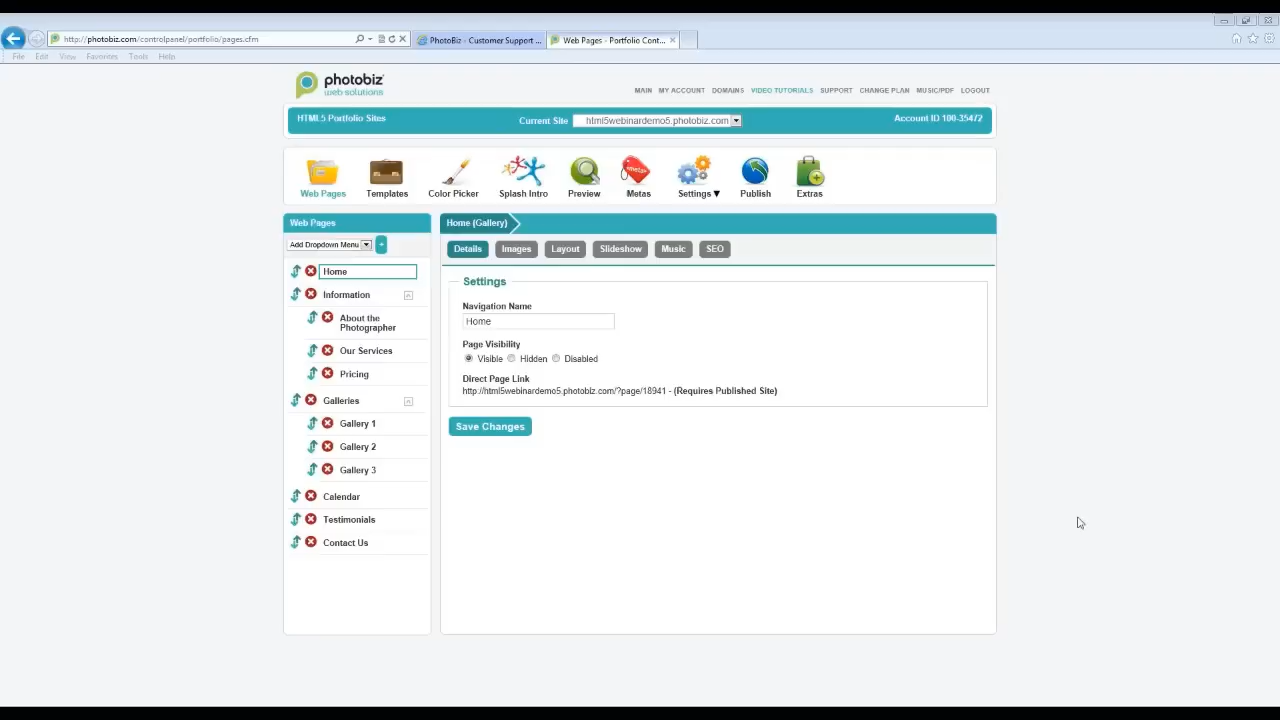 http://photobiz.com/controlpanel/portfolio/pages.cfm
PhotoBiz - Customer Support ...
Web Pages - Portfolio Cont...
File Edit View Favorites Tools Help
photobiz
web solutions
MAIN MY ACCOUNT DOMAINS VIDEO TUTORIALS SUPPORT CHANGE PLAN MUSIC/PDF LOGOUT
HTML5 Portfolio Sites
Current Site html5webinardemo5.photobiz.com
Account ID 100-35472
Metas
Web Pages Templates Color Picker Splash Intro Preview Metas Settings ▼ Publish Extras
Web Pages
Add Dropdown Menu
+
Home
Information
About the
Photographer
Our Services
Pricing
Galleries
Gallery 1
Gallery 2
Gallery 3
Calendar
Testimonials
Contact Us
Home (Gallery)
Details Images Layout Slideshow Music SEO
Settings
Navigation Name
Home
Page Visibility
Visible Hidden Disabled
Direct Page Link
http://html5webinardemo5.photobiz.com/?page/18941 - (Requires Published Site)
Save Changes